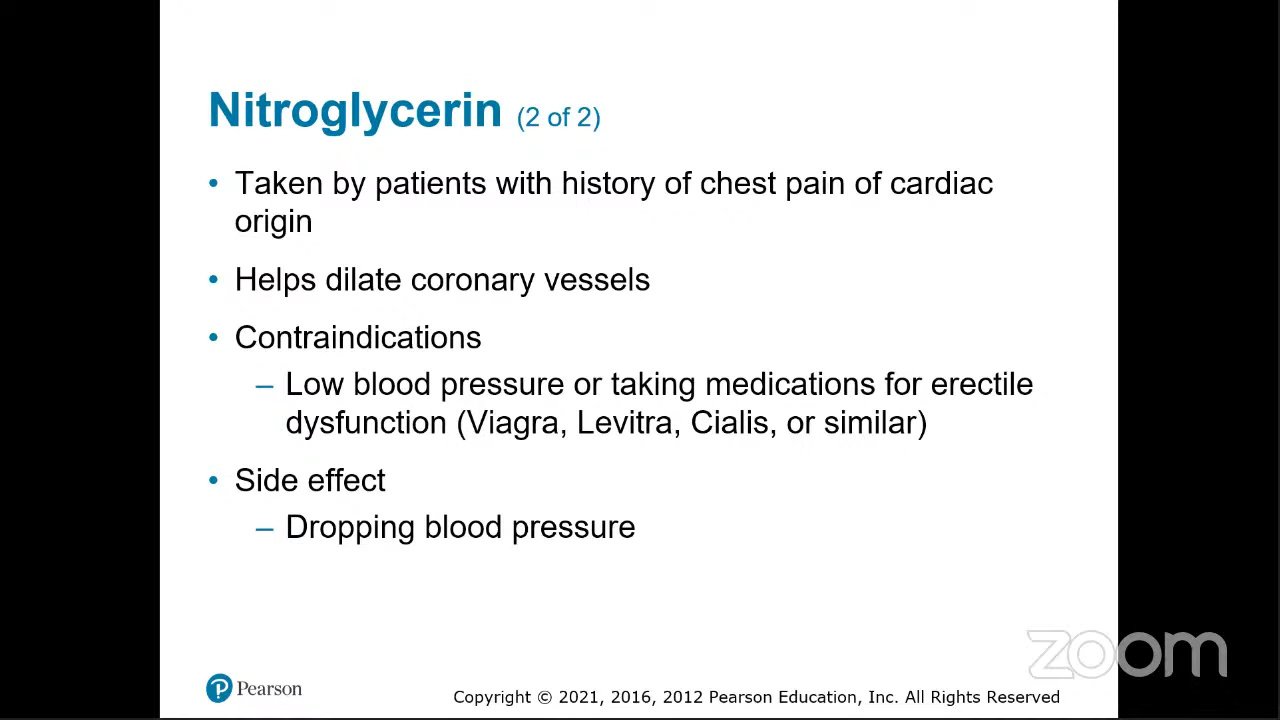 Nitroglycerin (2 of 2)
• Taken by patients with history of chest pain of cardiac
origin
• Helps dilate coronary vessels
• Contraindications
– Low blood pressure or taking medications for erectile
dysfunction (Viagra, Levitra, Cialis, or similar)
• Side effect
– Dropping blood pressure
zoom
Pearson
Copyright © 2021, 2016, 2012 Pearson Education, Inc. All Rights Reserved